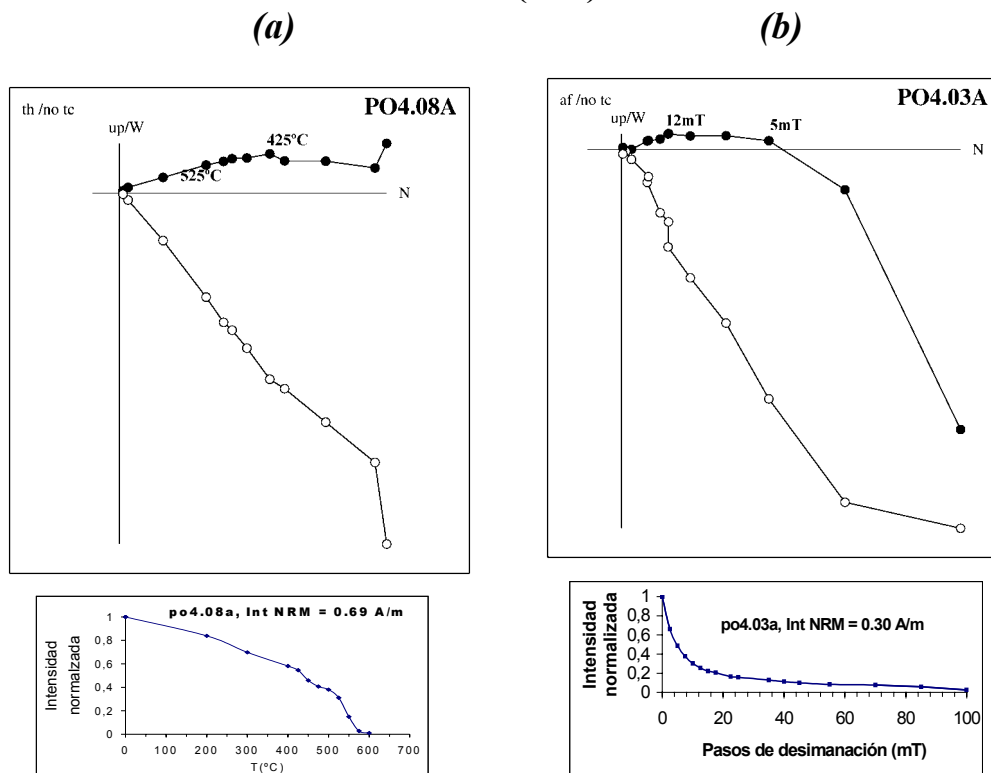 (a)
(b)
th /no tc
PO4.08A
up/W
425ºC
525ºC
N
af /no tc
PO4.03A
up/W
12mT
5mT
N
po4.08a, Int NRM = 0.69 A/m
Intensidad
normalzada
1
0,8
0,6
0,4
0,2
0
0 100 200 300 400 500 600 700
T(ºC)
po4.03a, Int NRM = 0.30 A/m
Intensidad
normalizada
1
0,8
0,6
0,4
0,2
0
0 20 40 60 80 100
Pasos de desimanación (mT)